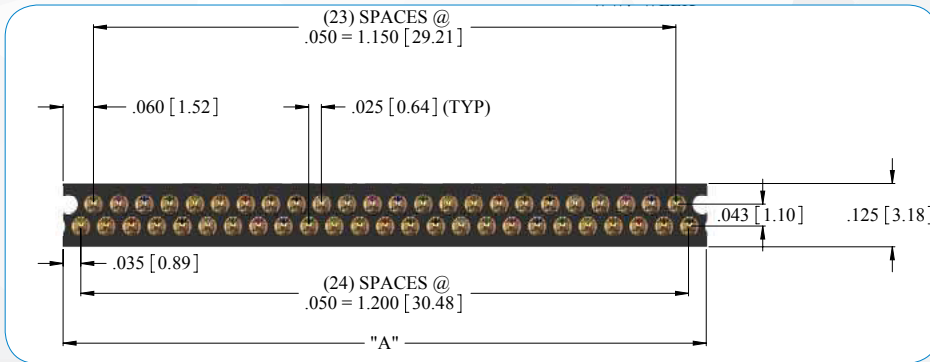 (23) SPACES @
.050 = 1.150 [29.21]
.060 [1.52]
.025 [0.64] (TYP)
.043 [1.10]
.125 [3.18]
.035 [0.89]
(24) SPACES @
.050 = 1.200 [30.48]
"A"